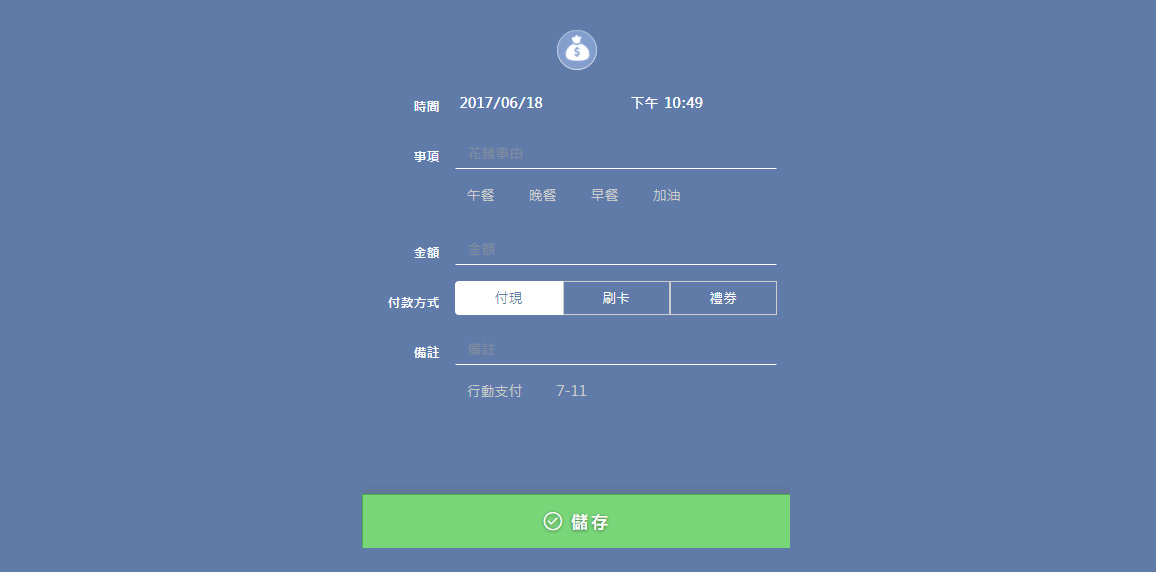 $
時間 2017/06/18 下午 10:49
事項 花錢事由
午餐 晚餐 早餐 加油
金額 金額
付款方式 付現 刷卡 禮券
備註 備註
行動支付 7-11
儲存